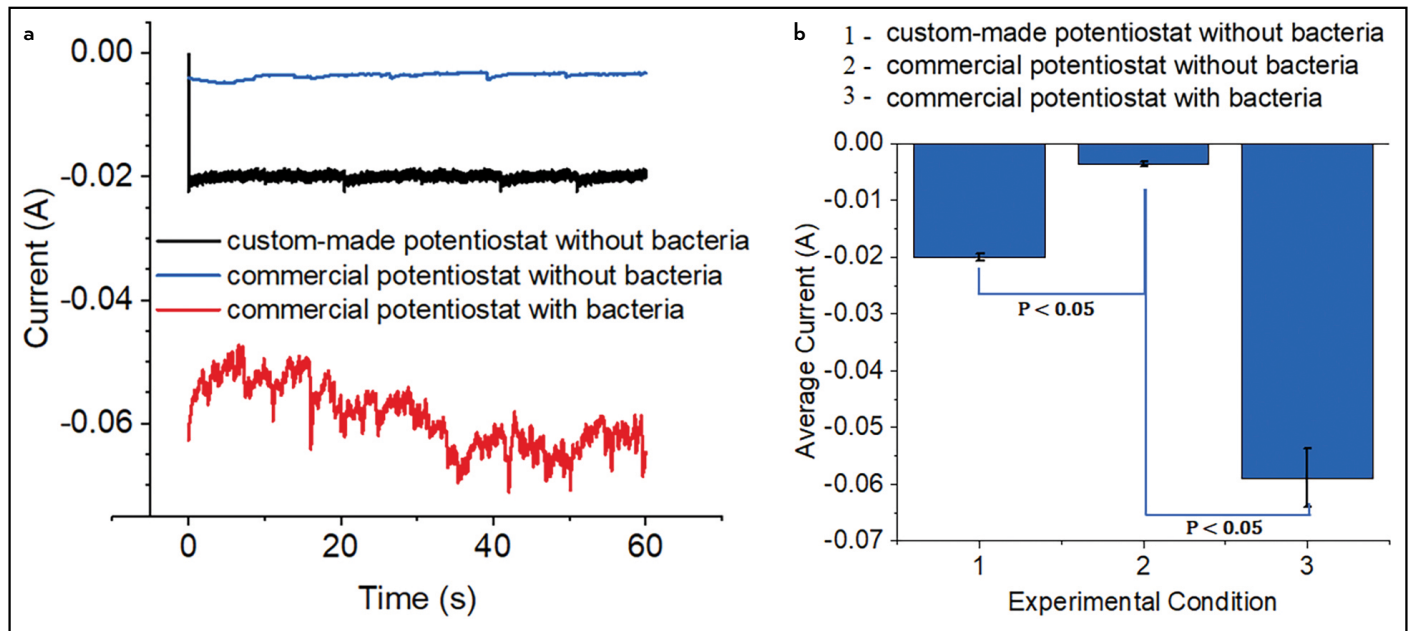 a
0.00
-0.02
-0.04
-0.06
Current (A)
custom-made potentiostat without bacteria
commercial potentiostat without bacteria
commercial potentiostat with bacteria
0 20 40 60
Time (s)
b
1 - custom-made potentiostat without bacteria
2 - commercial potentiostat without bacteria
3 - commercial potentiostat with bacteria
0.00
-0.01
-0.02
-0.03
-0.04
-0.05
-0.06
-0.07
Average Current (A)
P < 0.05
P < 0.05
1 2 3
Experimental Condition